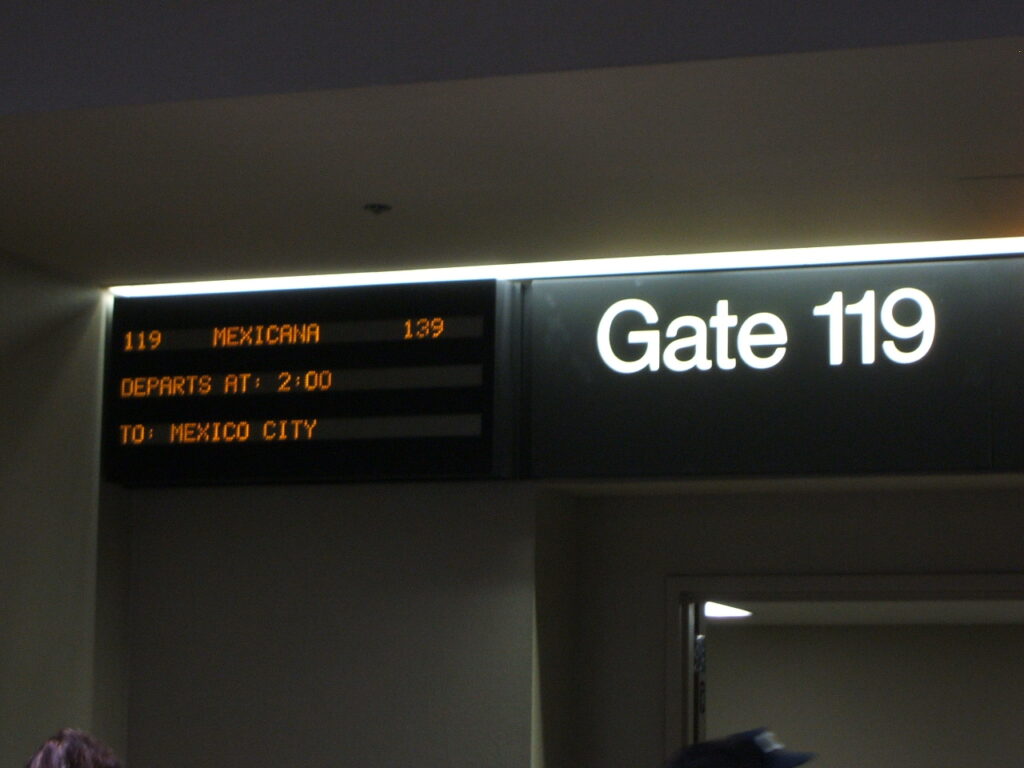 119 MEXICANA 139
DEPARTS AT: 2:00
TO: MEXICO CITY
Gate 119